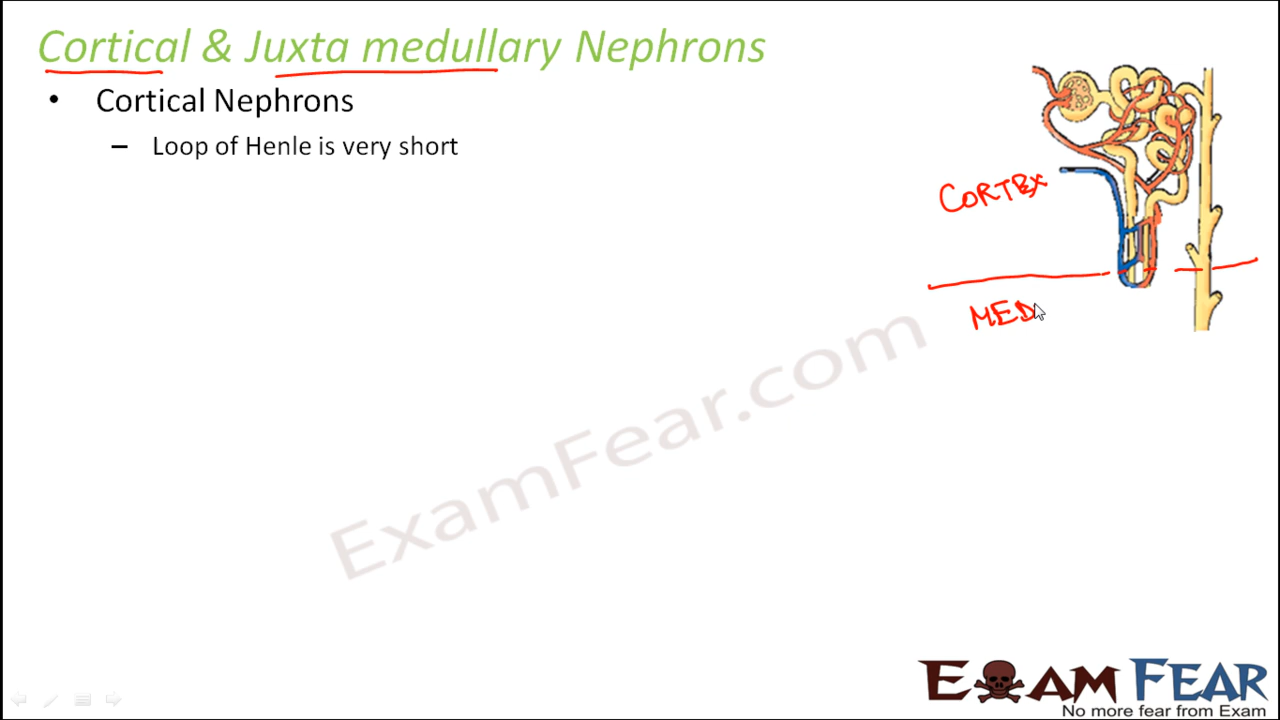 Cortical & Juxta medullary Nephrons
• Cortical Nephrons
– Loop of Henle is very short
CORTEX
MED
ExamFear.com
EXAM FEAR
No more fear from Exam